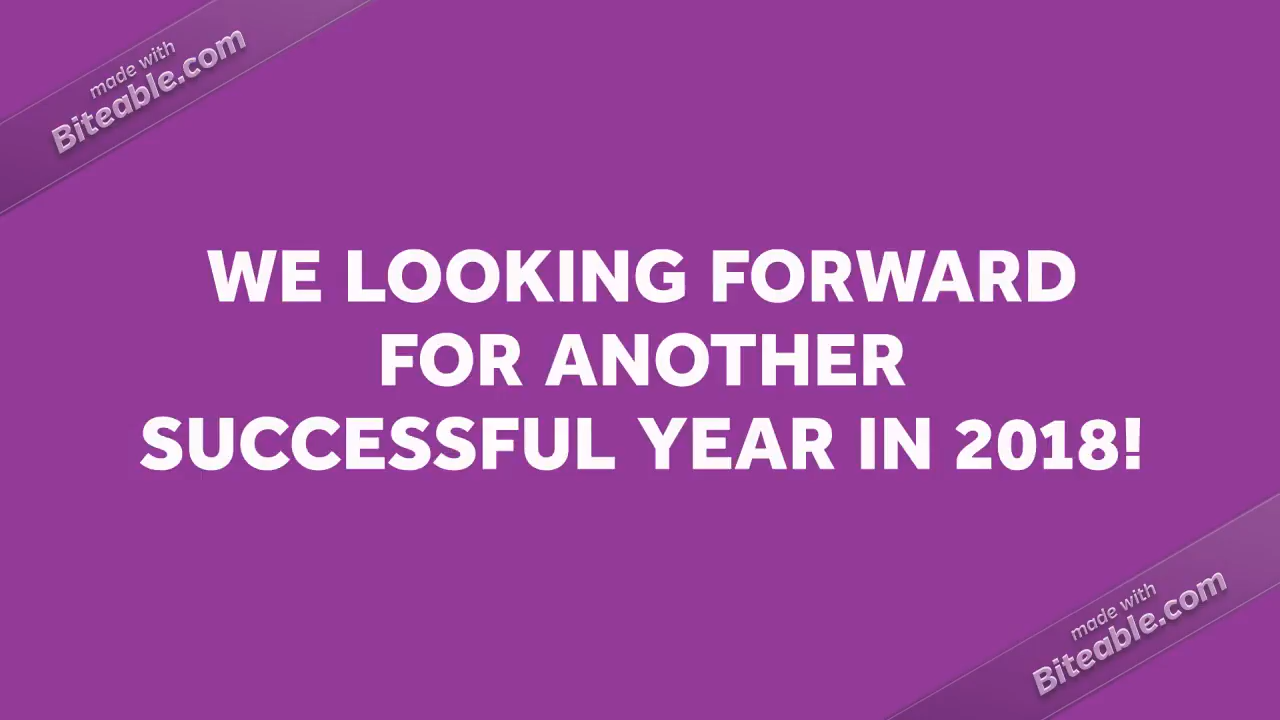 made with
Biteable.com
WE LOOKING FORWARD
FOR ANOTHER
SUCCESSFUL YEAR IN 2018!
made with
Biteable.com